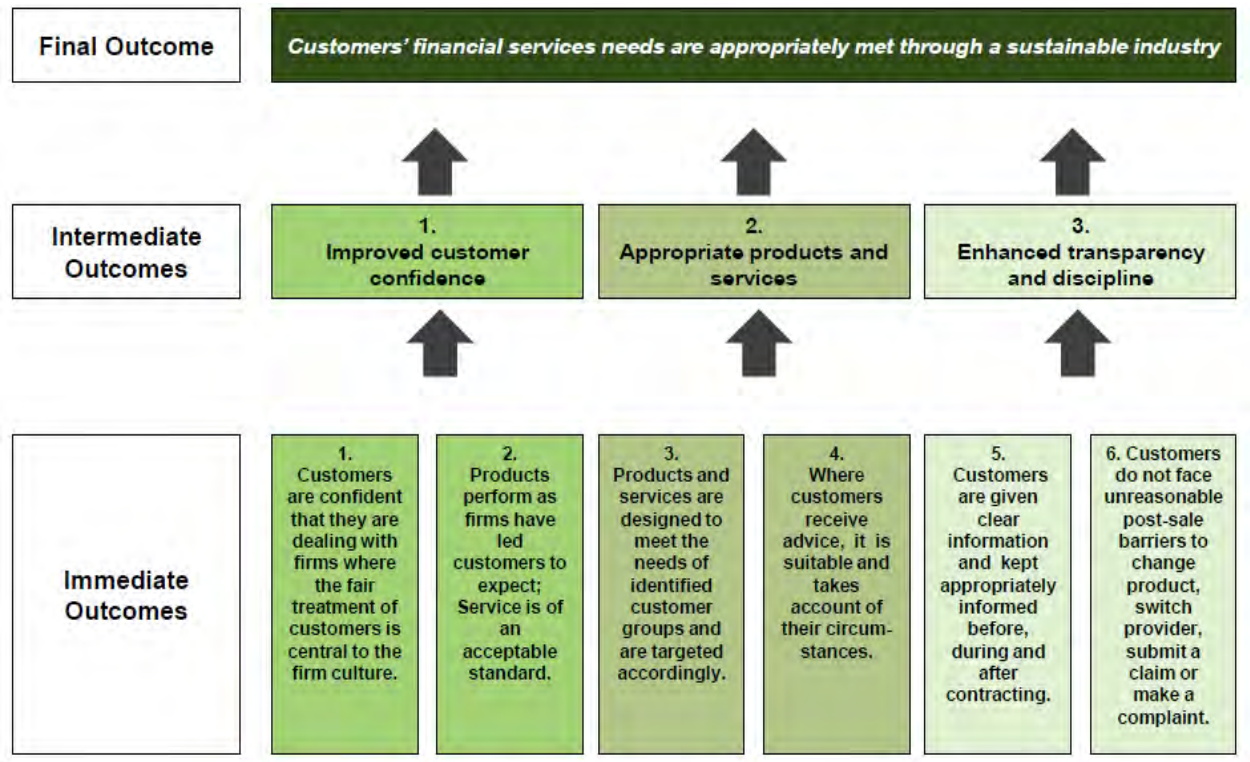 Final Outcome
Customers' financial services needs are appropriately met through a sustainable industry
Intermediate
Outcomes
1.
Improved customer
confidence
2.
Appropriate products and
services
3.
Enhanced transparency
and discipline
Immediate
Outcomes
1.
Customers
are confident
that they are
dealing with
firms where
the fair
treatment of
customers is
central to the
firm culture.
2.
Products
perform as
firms have
led
customers to
expect;
Service is of
an
acceptable
standard.
3.
Products and
services are
designed to
meet the
needs of
identified
customer
groups and
are targeted
accordingly.
4.
Where
customers
receive
advice, it is
suitable and
takes
account of
their circum-
stances.
5.
Customers
are given
clear
information
and kept
appropriately
informed
before,
during and
after
contracting.
6. Customers
do not face
unreasonable
post-sale
barriers to
change
product,
switch
provider,
submit a
claim or
make a
complaint.